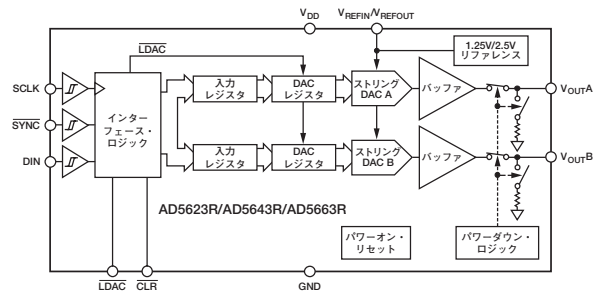 VDD
VREFIN/VREFOUT
LDAC
1.25V/2.5V
リファレンス
SCLK
SYNC
DIN
インター
フェース・
ロジック
入力
レジスタ
DAC
レジスタ
ストリング
DAC A
バッファ
VOUTA
入力
レジスタ
DAC
レジスタ
ストリング
DAC B
バッファ
VOUTB
AD5623R/AD5643R/AD5663R
パワーオン・
リセット
パワーダウン・
ロジック
LDAC
CLR
GND